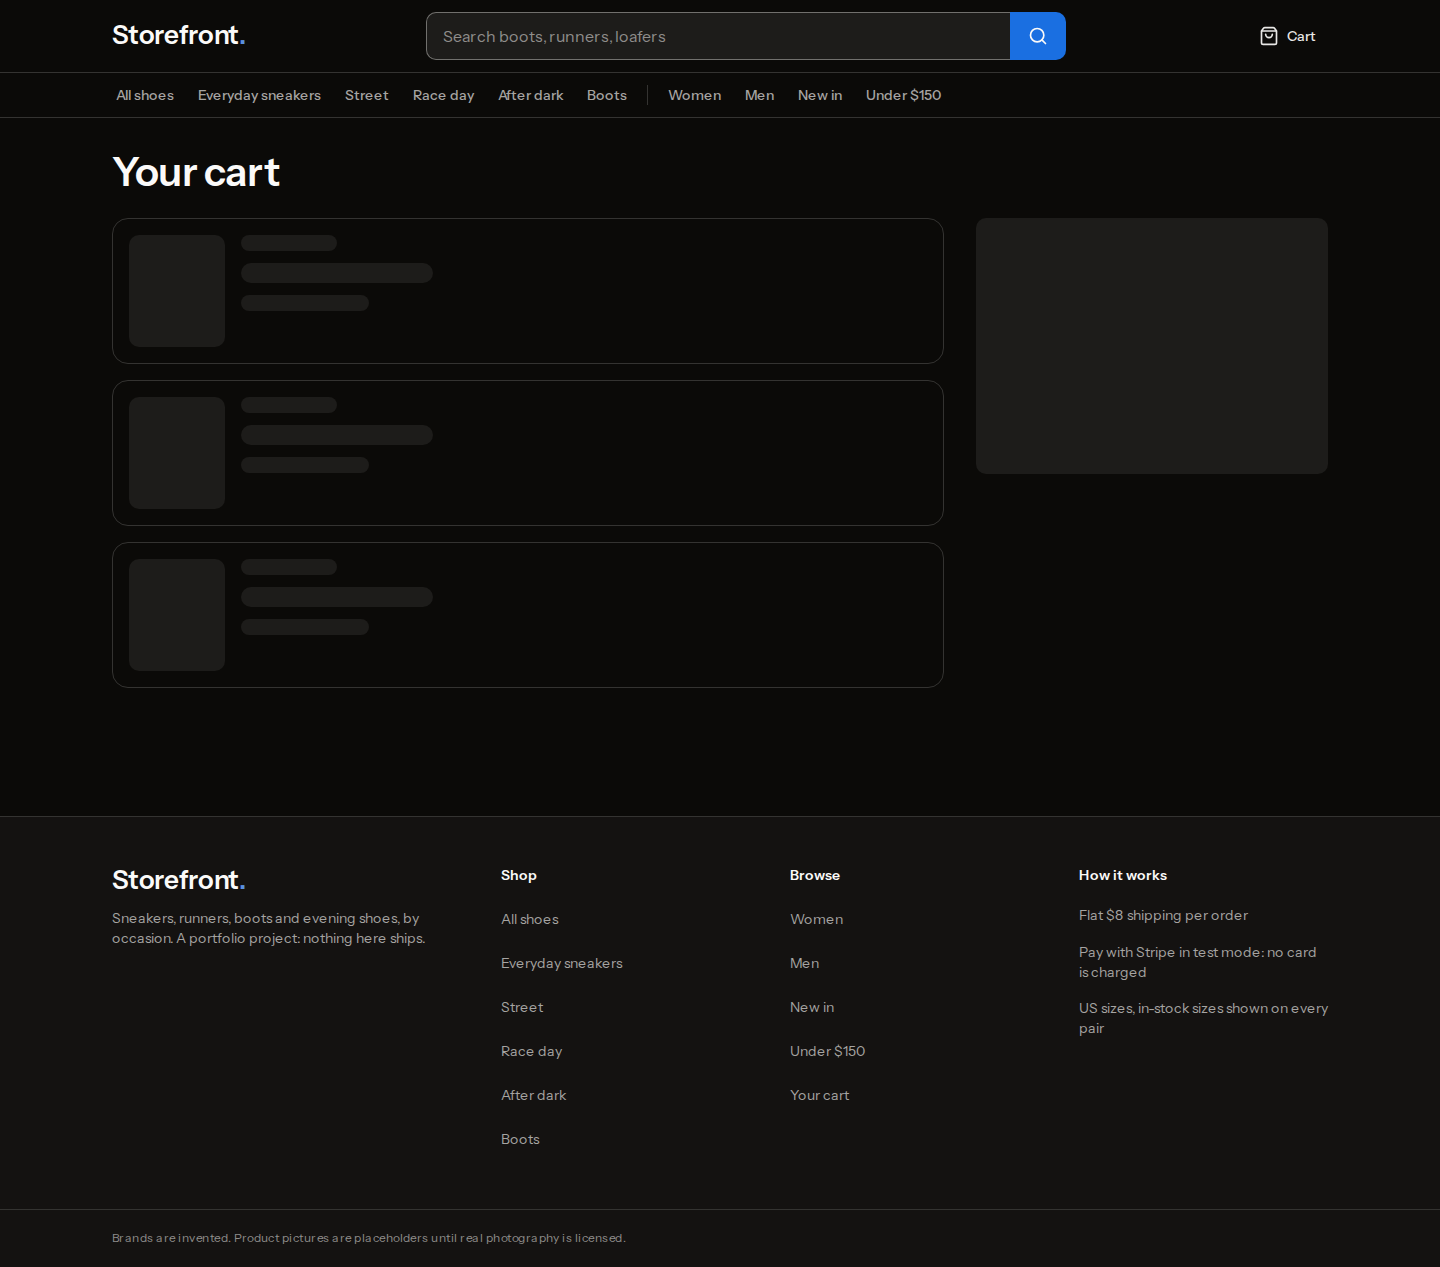 Storefront.
Search boots, runners, loafers
Cart
All shoes Everyday sneakers Street Race day After dark Boots Women Men New in Under $150
Your cart
Storefront.
Sneakers, runners, boots and evening shoes, by
occasion. A portfolio project: nothing here ships.
Shop
All shoes
Everyday sneakers
Street
Race day
After dark
Boots
Browse
Women
Men
New in
Under $150
Your cart
How it works
Flat $8 shipping per order
Pay with Stripe in test mode: no card
is charged
US sizes, in-stock sizes shown on every
pair
Brands are invented. Product pictures are placeholders until real photography is licensed.